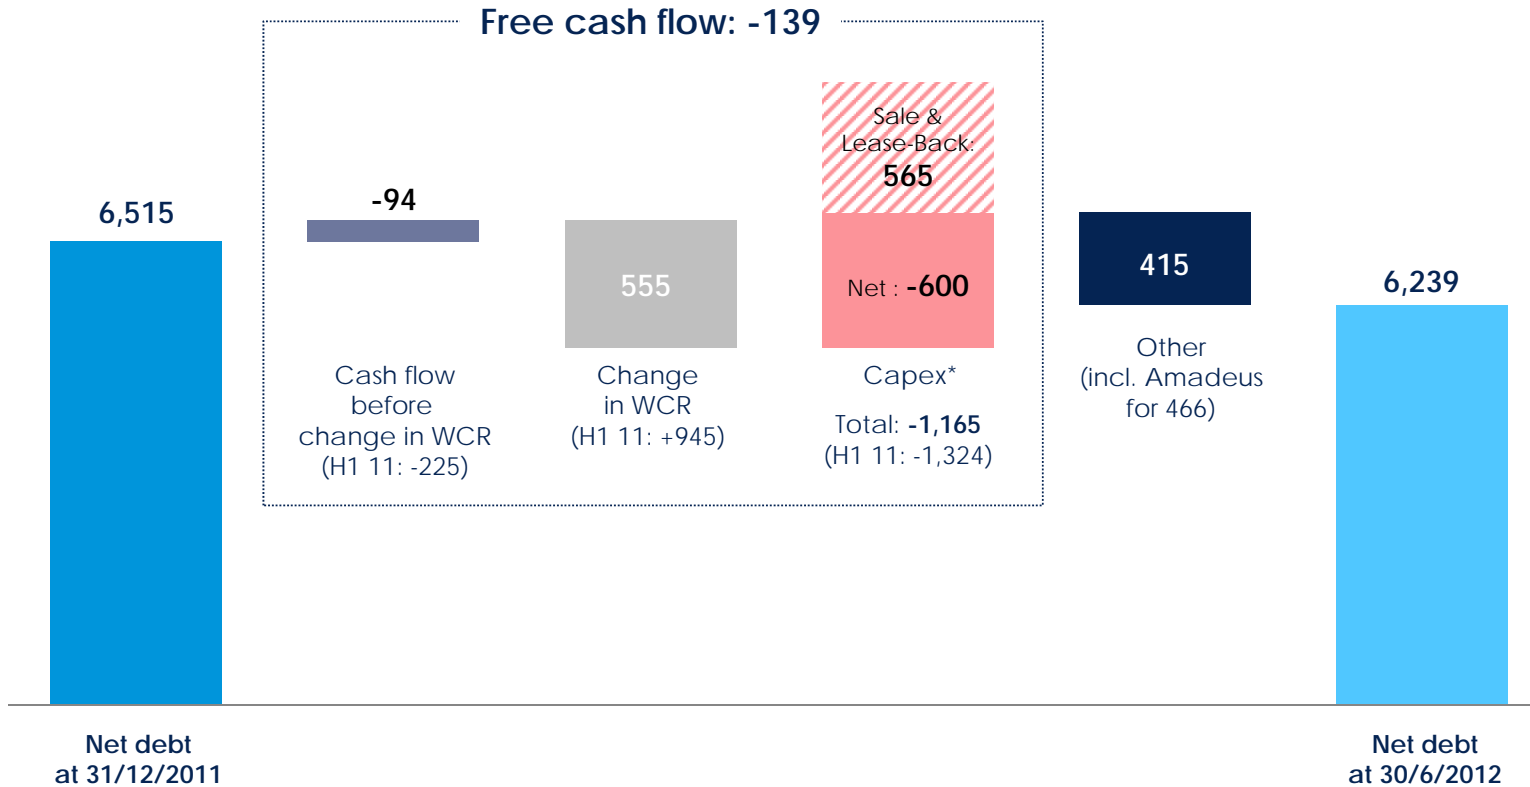 Free cash flow: -139
6,515
Net debt
at 31/12/2011
-94
Cash flow
before
change in WCR
(H1 11: -225)
555
Change
in WCR
(H1 11: +945)
Sale &
Lease-Back:
565
Net : -600
Capex*
Total: -1,165
(H1 11: -1,324)
415
Other
(incl. Amadeus
for 466)
6,239
Net debt
at 30/6/2012